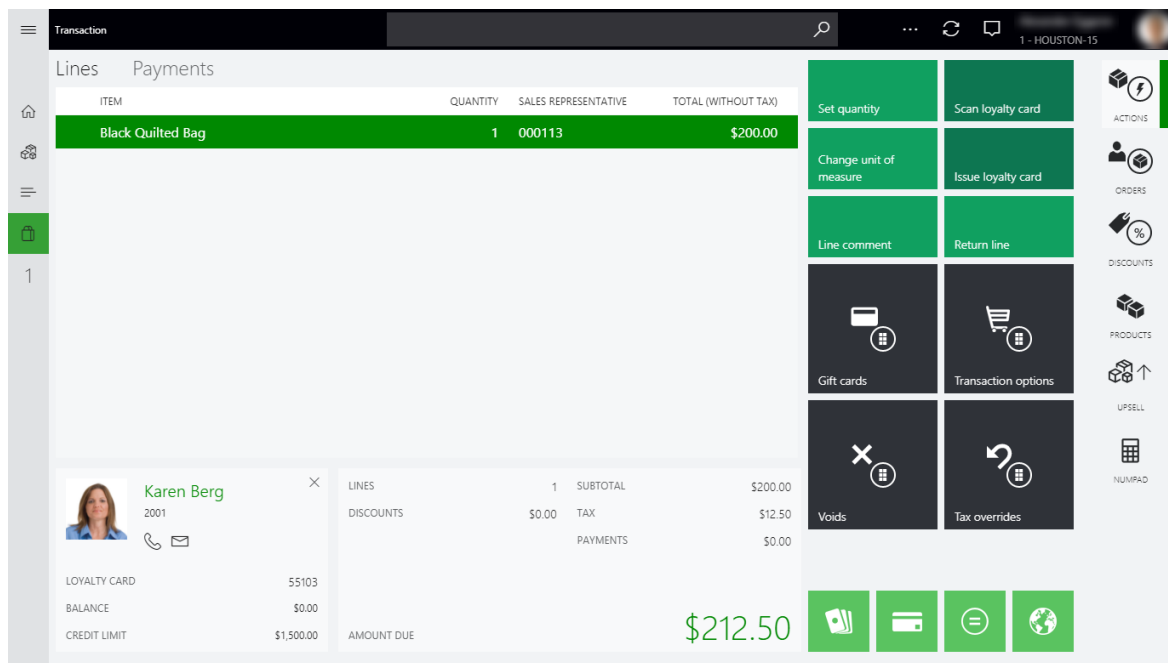 Transaction
1 - HOUSTON-15
Lines Payments
ITEM QUANTITY SALES REPRESENTATIVE TOTAL (WITHOUT TAX)
Black Quilted Bag 1 000113 $200.00
1
Karen Berg
2001
LOYALTY CARD 55103
BALANCE $0.00
CREDIT LIMIT $1,500.00
LINES 1 SUBTOTAL $200.00
DISCOUNTS $0.00 TAX $12.50
PAYMENTS $0.00
AMOUNT DUE $212.50
Set quantity Scan loyalty card
Change unit of
measure Issue loyalty card
Line comment Return line
Gift cards Transaction options
Voids Tax overrides
ACTIONS
ORDERS
DISCOUNTS
PRODUCTS
UPSELL
NUMPAD